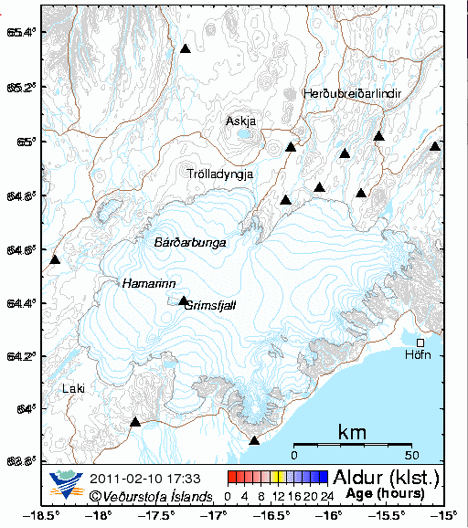 65.4°
65.2°
65°
64.8°
64.6°
64.4°
64.2°
64°
63.8°
Herðubreiðarlindir
Askja
Trölladyngja
Bárðarbunga
Hamarinn
Grímsfjall
Höfn
Laki
km
0 50
2011-02-10 17:33
©Veðurstofa Íslands
Aldur (klst.)
Age (hours)
0 4 8 12 16 20 24
-18.5° -18° -17.5° -17° -16.5° -16° -15.5° -15°